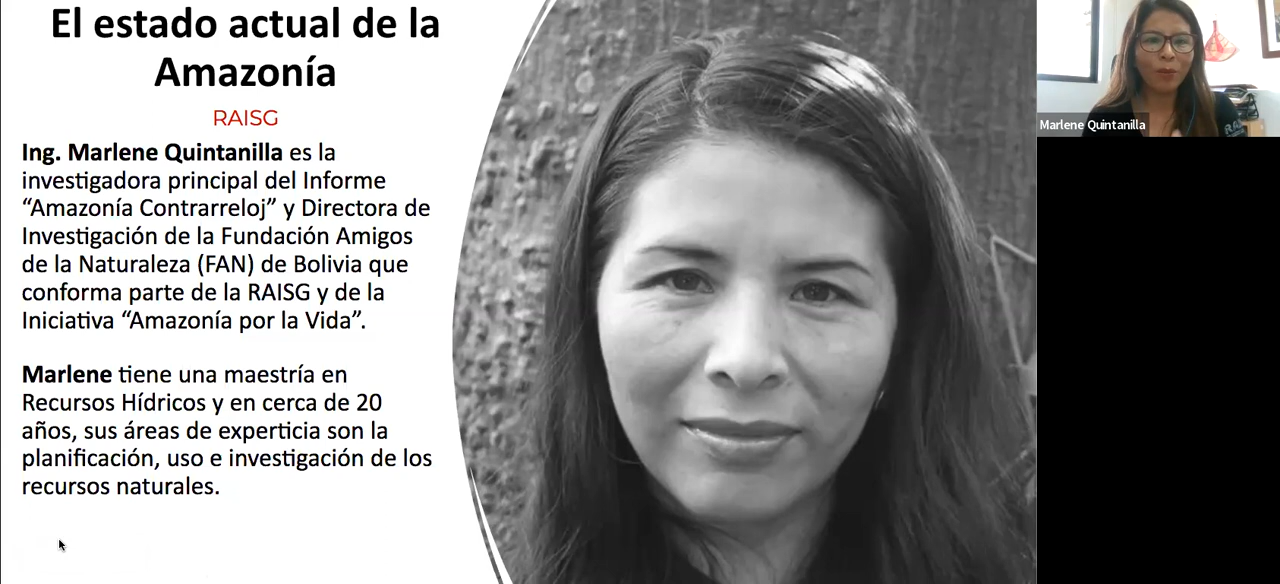 El estado actual de la
Amazonía
RAISG
Ing. Marlene Quintanilla es la
investigadora principal del Informe
“Amazonía Contrarreloj” y Directora de
Investigación de la Fundación Amigos
de la Naturaleza (FAN) de Bolivia que
conforma parte de la RAISG y de la
Iniciativa “Amazonía por la Vida”.
Marlene tiene una maestría en
Recursos Hídricos y en cerca de 20
años, sus áreas de experticia son la
planificación, uso e investigación de los
recursos naturales.
Marlene Quintanilla